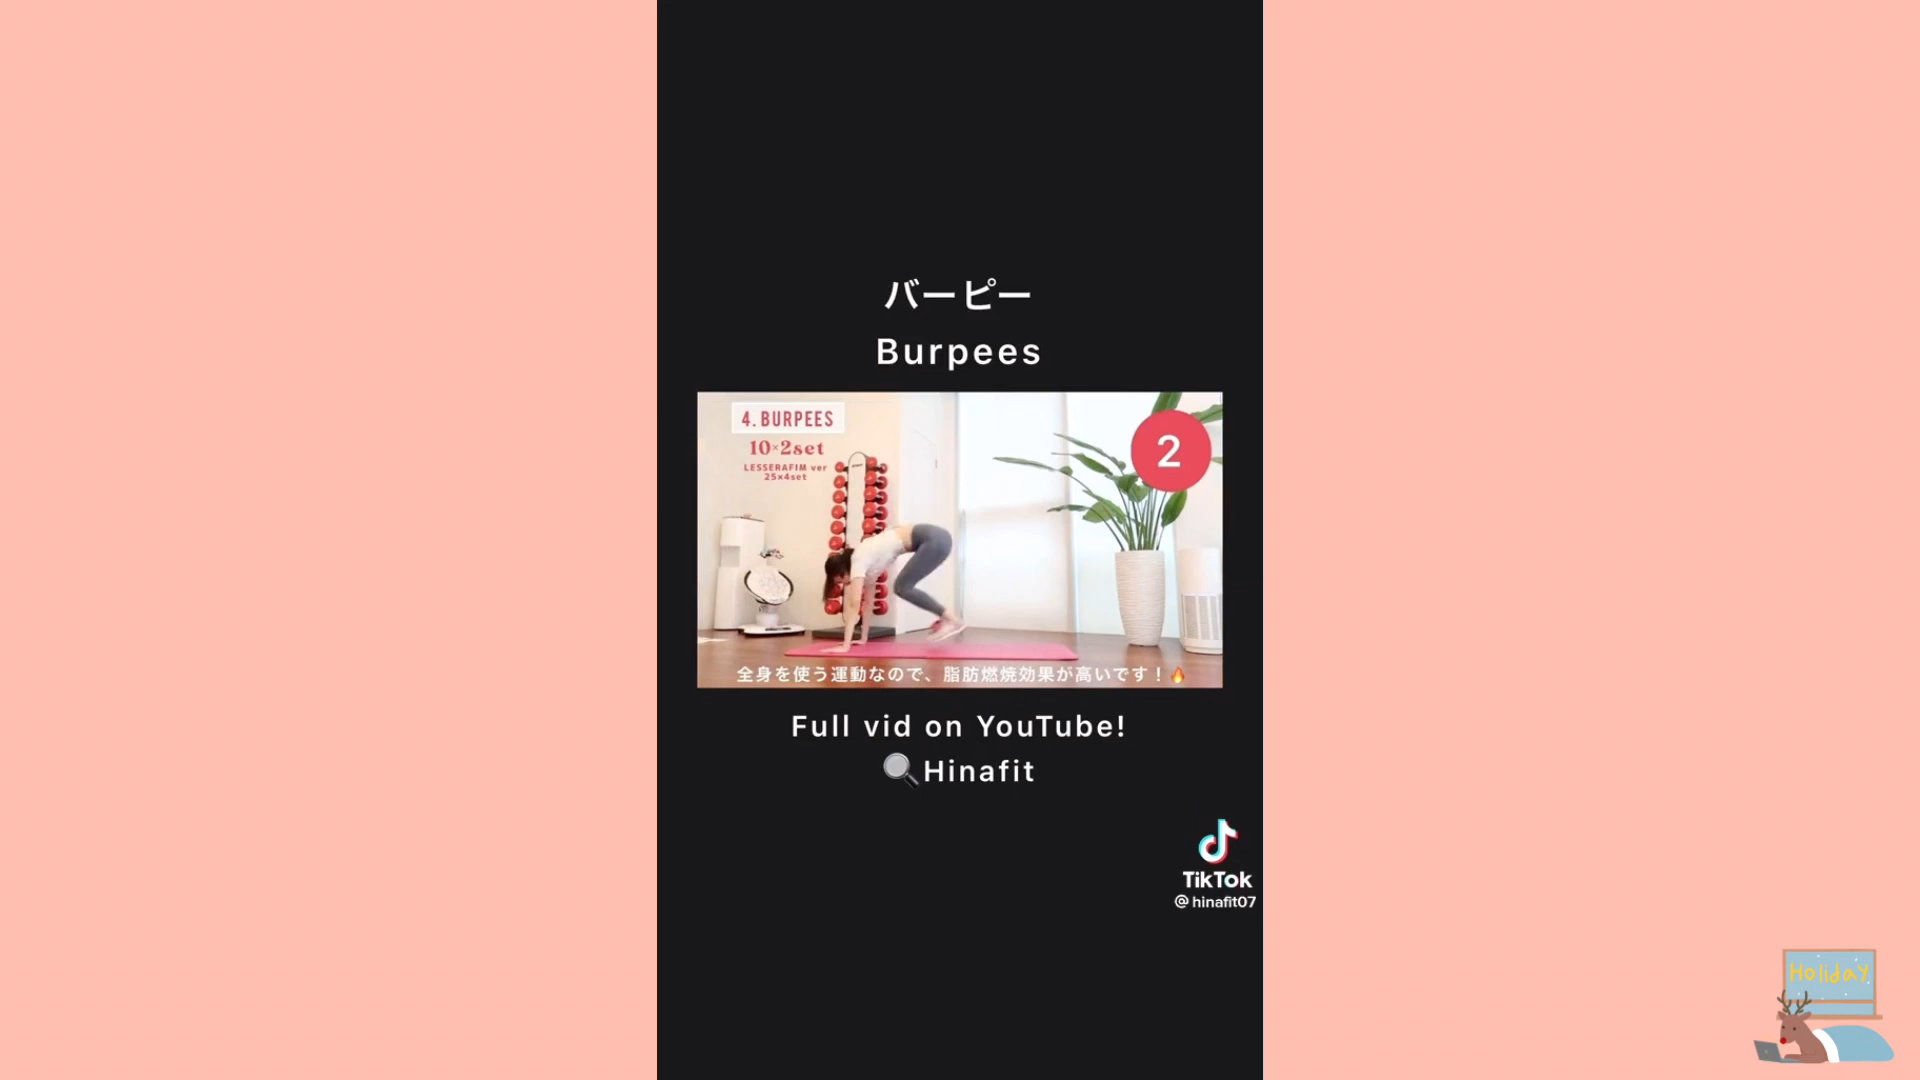 バーピー
Burpees
4. BURPEES
10×2set
LESSERAFIM ver
25×4set
2
全身を使う運動なので、脂肪燃焼効果が高いです！🔥
Full vid on YouTube!
🔍Hinafit
TikTok
@hinafit07
Holiday